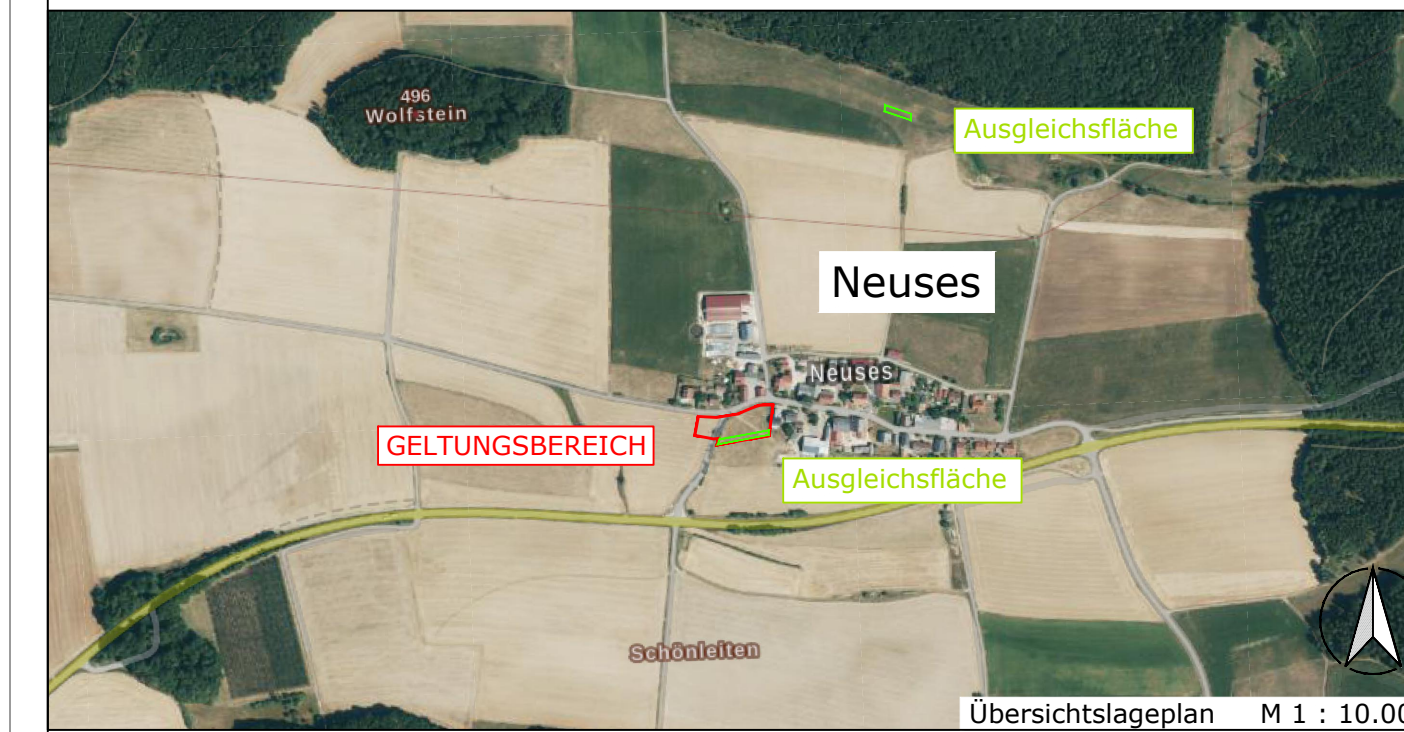 496
Wolfstein
Ausgleichsfläche
Neuses
Neuses
GELTUNGSBEREICH
Ausgleichsfläche
Schönleiten
Übersichtslageplan M 1 : 10.00